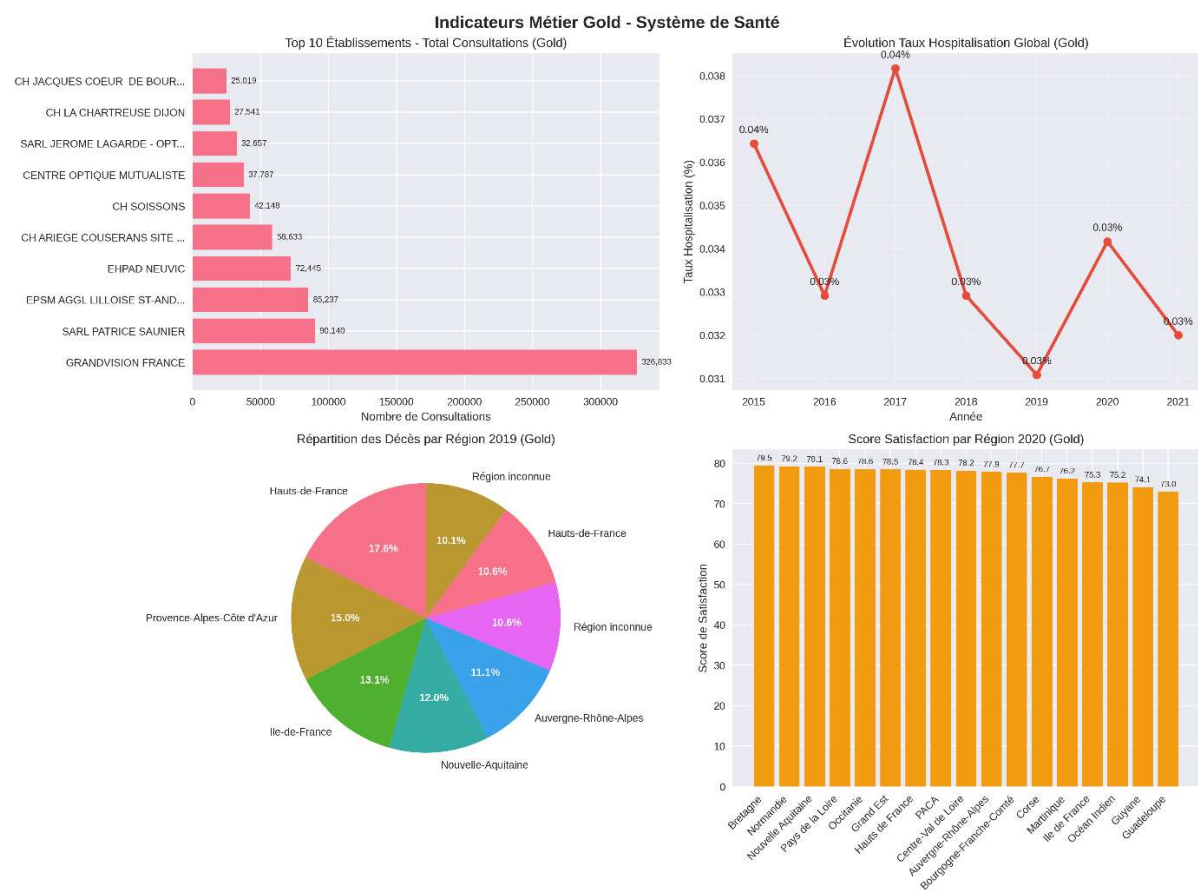 Indicateurs Métier Gold - Système de Santé
Top 10 Établissements - Total Consultations (Gold)
CH JACQUES COEUR  DE BOUR...
25,019
CH LA CHARTREUSE DIJON
27,541
SARL JEROME LAGARDE - OPT...
32,657
CENTRE OPTIQUE MUTUALISTE
37,787
CH SOISSONS
42,148
CH ARIEGE COUSERANS SITE ...
58,633
EHPAD NEUVIC
72,445
EPSM AGGL LILLOISE ST-AND...
85,237
SARL PATRICE SAUNIER
90,140
GRANDVISION FRANCE
326,833
0
50000
100000
150000
200000
250000
300000
Nombre de Consultations
Évolution Taux Hospitalisation Global (Gold)
Taux Hospitalisation (%)
0.038
0.037
0.036
0.035
0.034
0.033
0.032
0.031
0.04%
0.03%
0.04%
0.03%
0.03%
0.03%
0.03%
2015
2016
2017
2018
2019
2020
2021
Année
Répartition des Décès par Région 2019 (Gold)
Hauts-de-France
17.6%
Provence-Alpes-Côte d'Azur
15.0%
Ile-de-France
13.1%
Nouvelle-Aquitaine
12.0%
Auvergne-Rhône-Alpes
11.1%
Région inconnue
10.6%
Hauts-de-France
10.6%
Région inconnue
10.1%
Score Satisfaction par Région 2020 (Gold)
Score de Satisfaction
80
70
60
50
40
30
20
10
0
79.5
79.2
79.1
78.6
78.6
78.5
78.4
78.3
78.2
77.9
77.7
76.7
76.2
75.3
75.2
74.1
73.0
Bretagne
Normandie
Nouvelle Aquitaine
Pays de la Loire
Occitanie
Grand Est
Hauts de France
PACA
Centre-Val de Loire
Auvergne-Rhône-Alpes
Bourgogne-Franche-Comté
Corse
Martinique
Ile de France
Océan Indien
Guyane
Guadeloupe